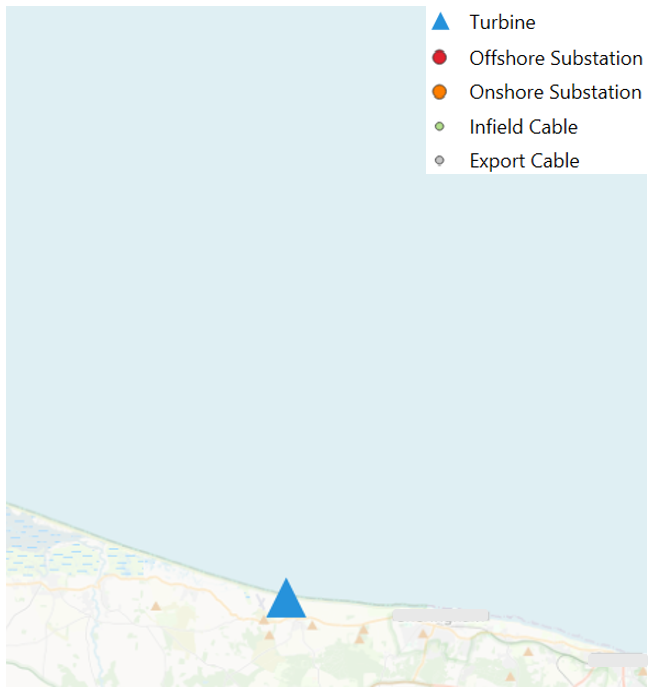 Turbine
Offshore Substation
Onshore Substation
Infield Cable
Export Cable